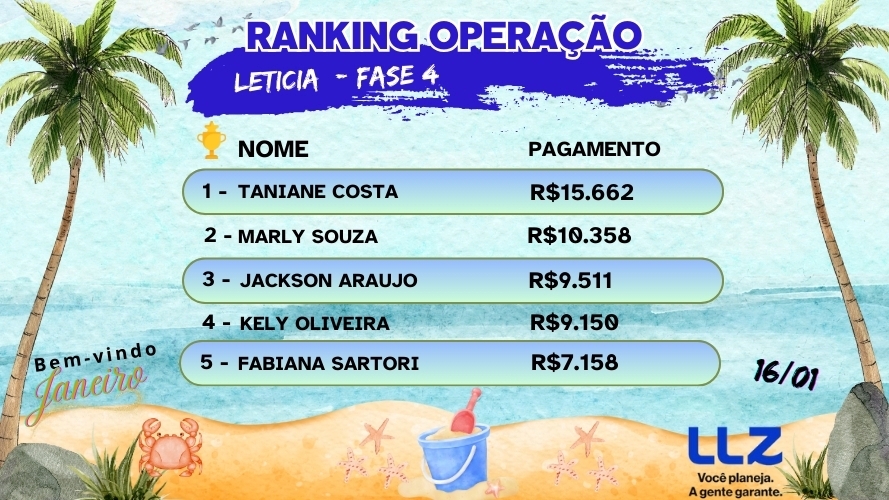 RANKING OPERAÇÃO
LETICIA - FASE 4
NOME PAGAMENTO
1 - TANIANE COSTA R$15.662
2 - MARLY SOUZA R$10.358
3 - JACKSON ARAUJO R$9.511
4 - KELY OLIVEIRA R$9.150
5 - FABIANA SARTORI R$7.158
Bem-vindo
Janeiro
16/01
LLZ
Você planeja.
A gente garante.